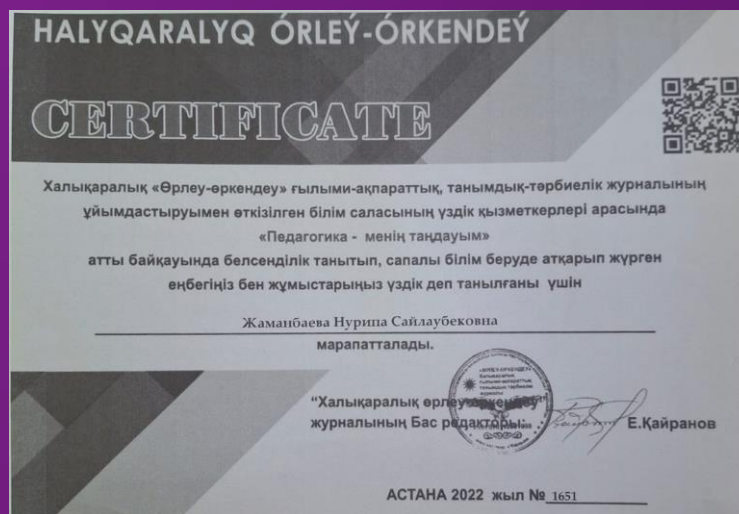 HALYQARALYQ ÓRLEÝ-ÓRKENDEÝ
CERTIFICATE
Халықаралық «Өрлеу-өркендеу» ғылыми-ақпараттық, танымдық-тәрбиелік журналының
ұйымдастыруымен өткізілген білім саласының үздік қызметкерлері арасында
«Педагогика - менің таңдауым»
атты байқауында белсенділік танытып, сапалы білім беруде атқарып жүрген
еңбегіңіз бен жұмыстарыңыз үздік деп танылғаны үшін
Жаманбаева Нурипа Сайлаубековна
марапатталады.
"Халықаралық өрлеу-өркендеу"
журналының Бас редакторы: Е.Қайранов
АСТАНА 2022 жыл № 1651